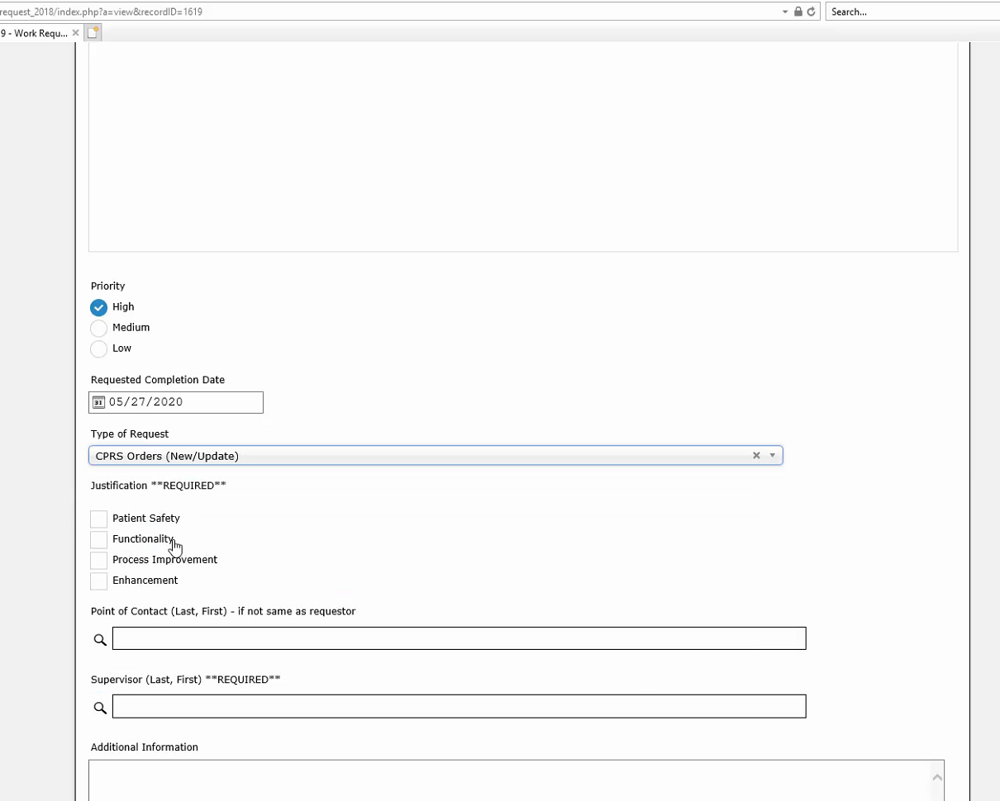 request_2018/index.php?a=view&recordID=1619
Search...
9 - Work Requ...
Priority
High
Medium
Low
Requested Completion Date
31 05/27/2020
Type of Request
CPRS Orders (New/Update)
Justification **REQUIRED**
Patient Safety
Functionality
Process Improvement
Enhancement
Point of Contact (Last, First) - if not same as requestor
Supervisor (Last, First) **REQUIRED**
Additional Information